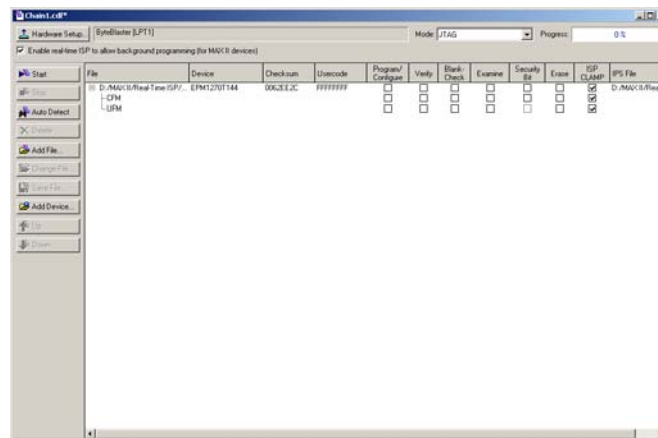 Chain1.cdf*
Hardware Setup... ByteBlaster [LPT1] Mode: JTAG Progress: 0 %
Enable real-time ISP to allow background programming (for MAX II devices)
Start
Stop
Auto Detect
Delete
Add File...
Change File...
Save File...
Add Device...
Up
Down
File Device Checksum Usercode Program/ Configure Verify Blank- Check Examine Security Bit Erase ISP CLAMP IPS File
D:/MAX II/Real-Time ISP/... EPM1270T144 0062EE2C FFFFFFFF D:/MAX II/Rea
CFM
UFM